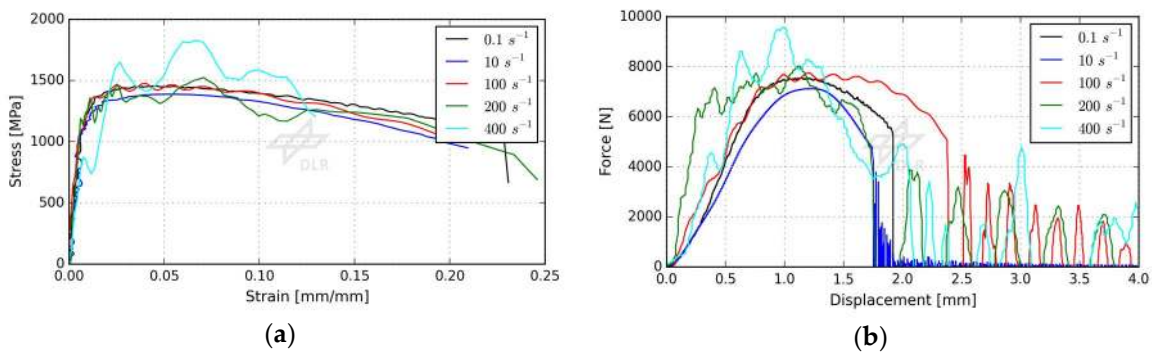 2000
1500
1000
500
0
Stress [MPa]
0.00 0.05 0.10 0.15 0.20 0.25
Strain [mm/mm]
0.1 s⁻¹
10 s⁻¹
100 s⁻¹
200 s⁻¹
400 s⁻¹
DLR
(a)
10000
8000
6000
4000
2000
0
Force [N]
0.0 0.5 1.0 1.5 2.0 2.5 3.0 3.5 4.0
Displacement [mm]
0.1 s⁻¹
10 s⁻¹
100 s⁻¹
200 s⁻¹
400 s⁻¹
DLR
(b)